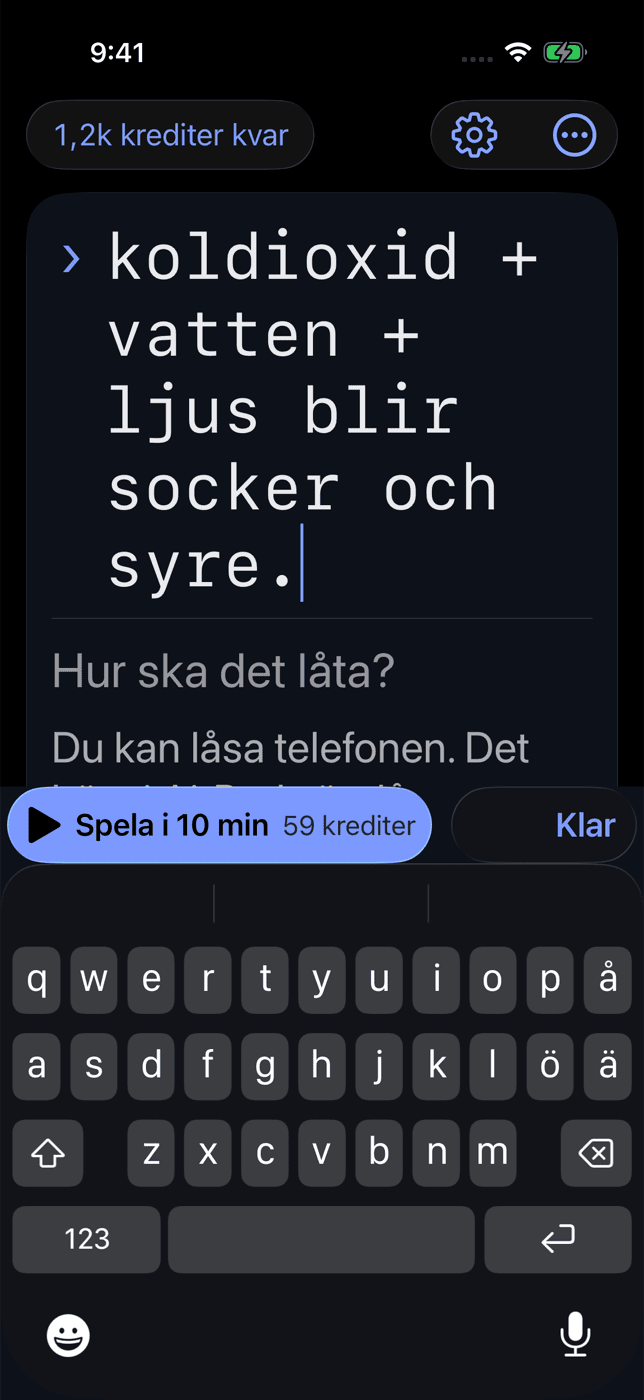 9:41
1,2k krediter kvar
› koldioxid +
vatten +
ljus blir
socker och
syre.
Hur ska det låta?
Du kan låsa telefonen. Det
Spela i 10 min 59 krediter
Klar
q w e r t y u i o p å
a s d f g h j k l ö ä
z x c v b n m
123